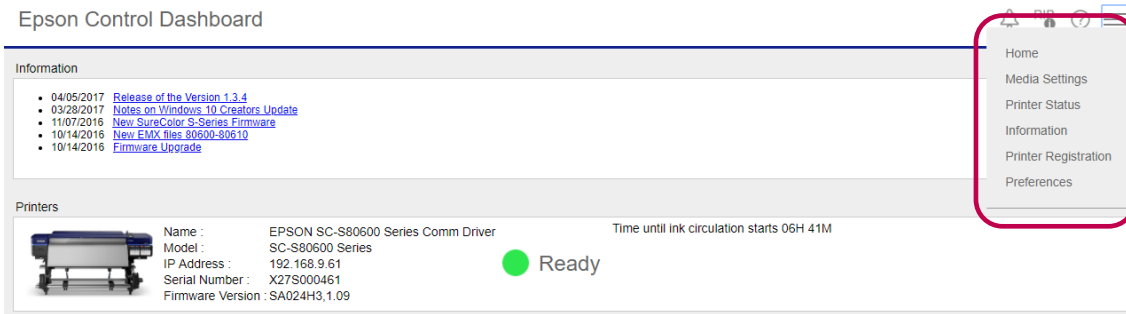 Epson Control Dashboard
RIP
Home
Media Settings
Printer Status
Information
Printer Registration
Preferences
Information
04/05/2017 Release of the Version 1.3.4
03/28/2017 Notes on Windows 10 Creators Update
11/07/2016 New SureColor S-Series Firmware
10/14/2016 New EMX files 80600-80610
10/14/2016 Firmware Upgrade
Printers
Name : EPSON SC-S80600 Series Comm Driver
Model : SC-S80600 Series
IP Address : 192.168.9.61
Serial Number : X27S000461
Firmware Version : SA024H3,1.09
Ready
Time until ink circulation starts 06H 41M